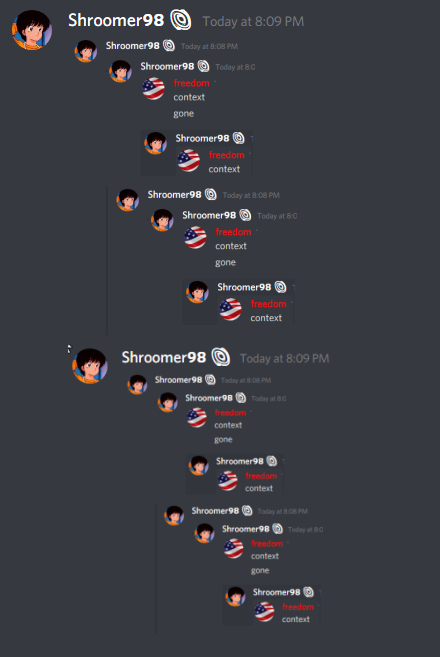 Shroomer98 Today at 8:09 PM
Shroomer98 Today at 8:08 PM
Shroomer98 Today at 8:0
freedom
context
gone
Shroomer98
freedom
context
Shroomer98 Today at 8:08 PM
Shroomer98 Today at 8:0
freedom
context
gone
Shroomer98
freedom
context
Shroomer98 Today at 8:09 PM
Shroomer98 Today at 8:08 PM
Shroomer98 Today at 8:0
freedom
context
gone
Shroomer98
freedom
context
Shroomer98 Today at 8:08 PM
Shroomer98 Today at 8:0
freedom
context
gone
Shroomer98
freedom
context